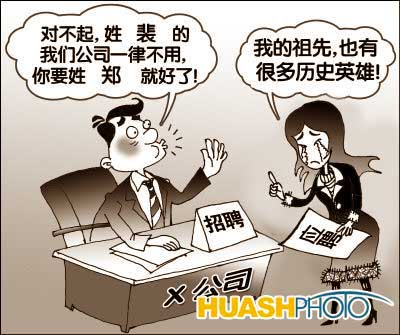 对不起，姓 裴 的
我们公司一律不用，
你要姓 郑 就好了！
我的祖先，也有
很多历史英雄！
招聘
应聘
×公司
HUASHPHOTO